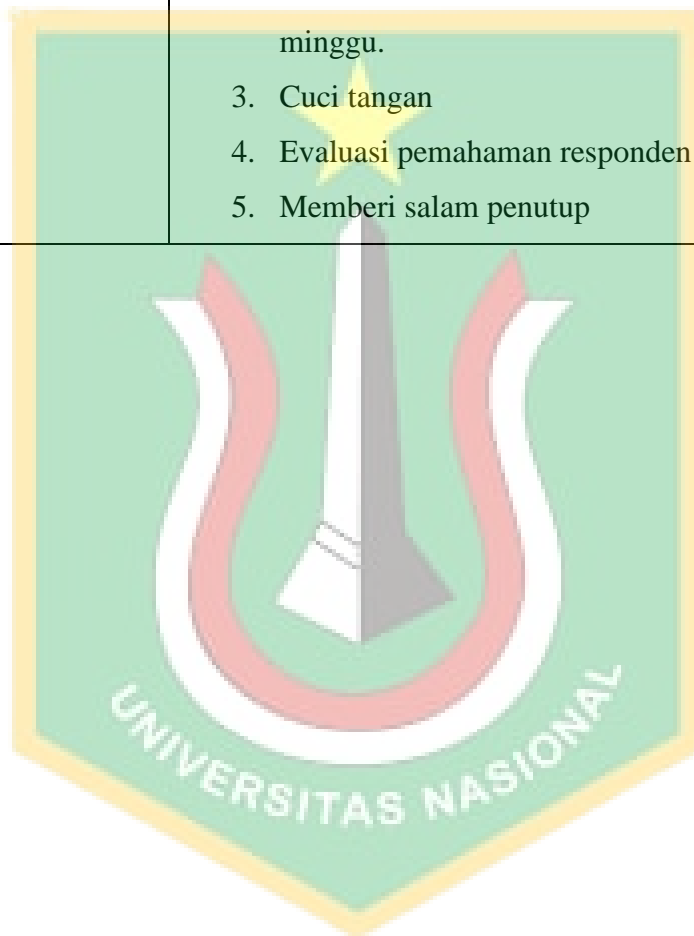 minggu.
3. Cuci tangan
4. Evaluasi pemahaman responden
5. Memberi salam penutup
UNIVERSITAS NASIONAL